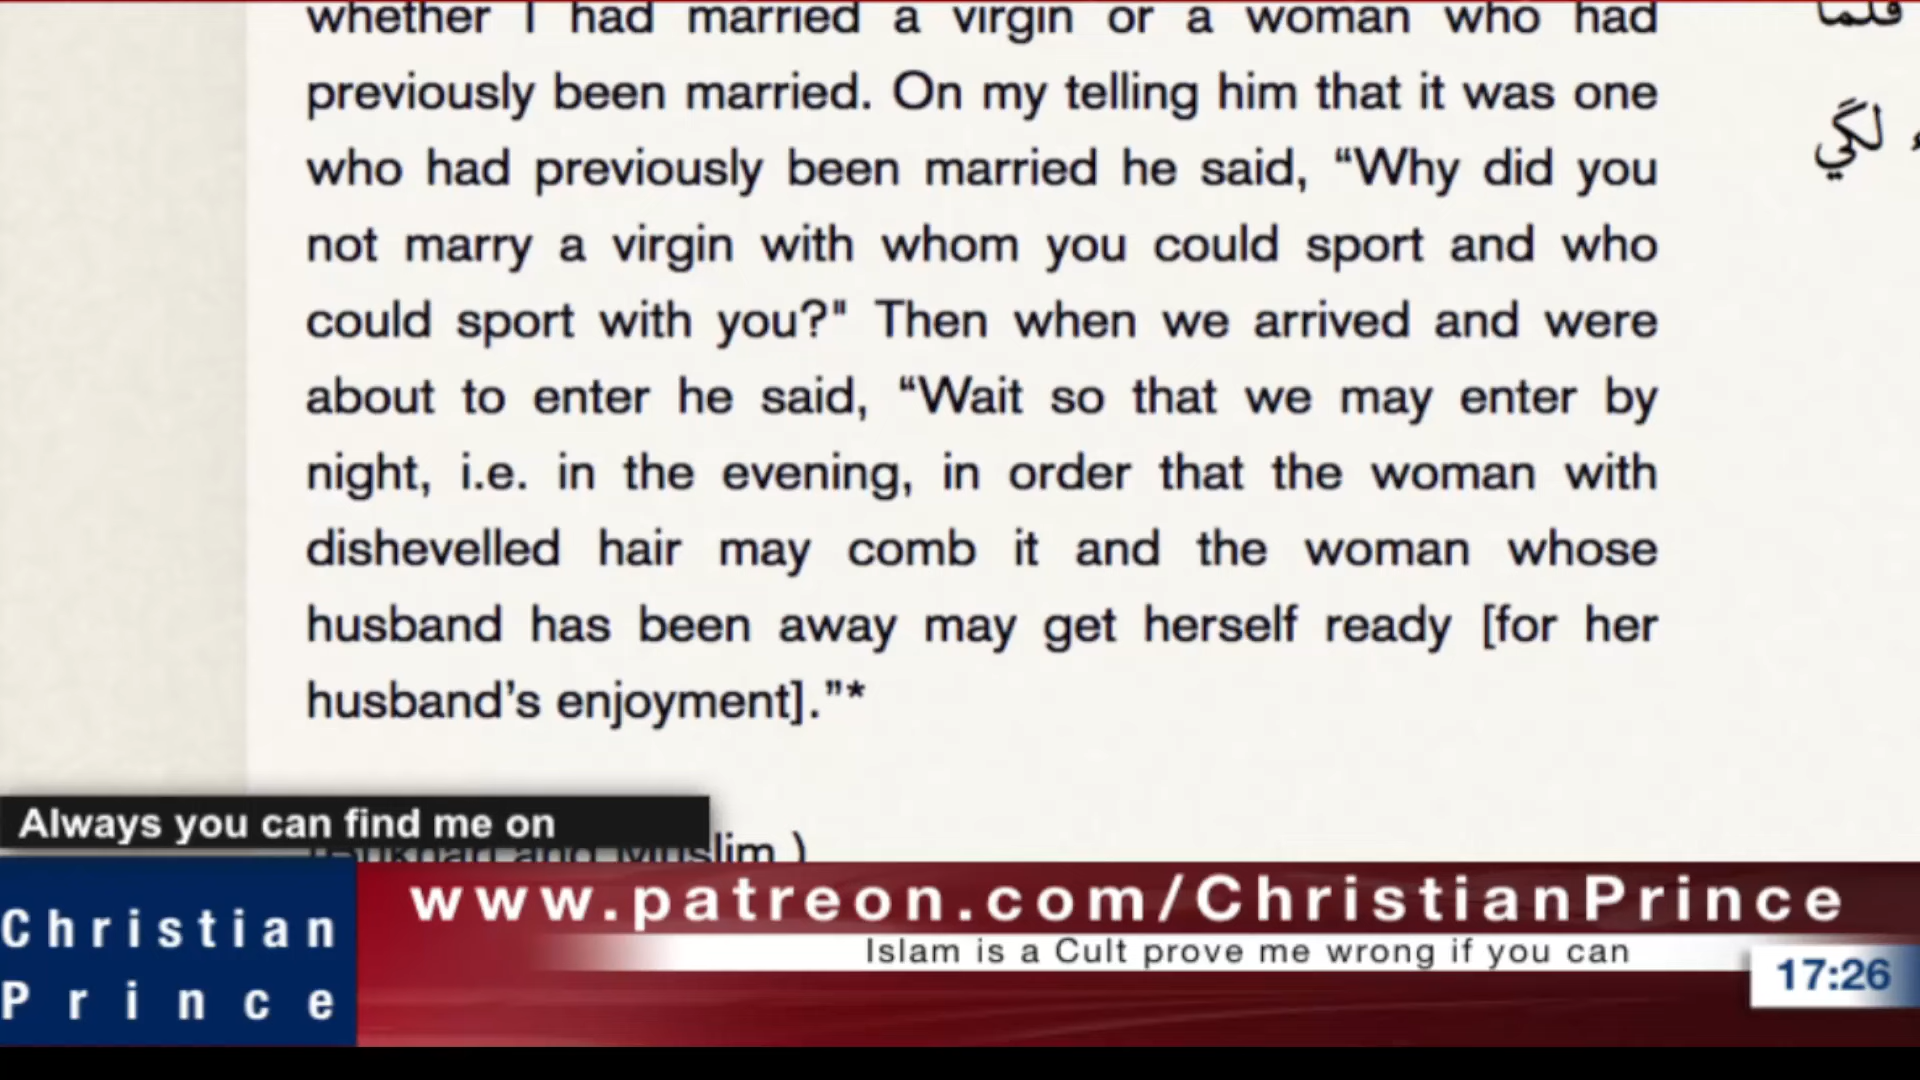 whether I had married a virgin or a woman who had
previously been married. On my telling him that it was one
who had previously been married he said, “Why did you
not marry a virgin with whom you could sport and who
could sport with you?" Then when we arrived and were
about to enter he said, “Wait so that we may enter by
night, i.e. in the evening, in order that the woman with
dishevelled hair may comb it and the woman whose
husband has been away may get herself ready [for her
husband’s enjoyment].”*
(Bukhari and Muslim.)
فلما
لكي
Always you can find me on
Christian
Prince
www.patreon.com/ChristianPrince
Islam is a Cult prove me wrong if you can
17:26